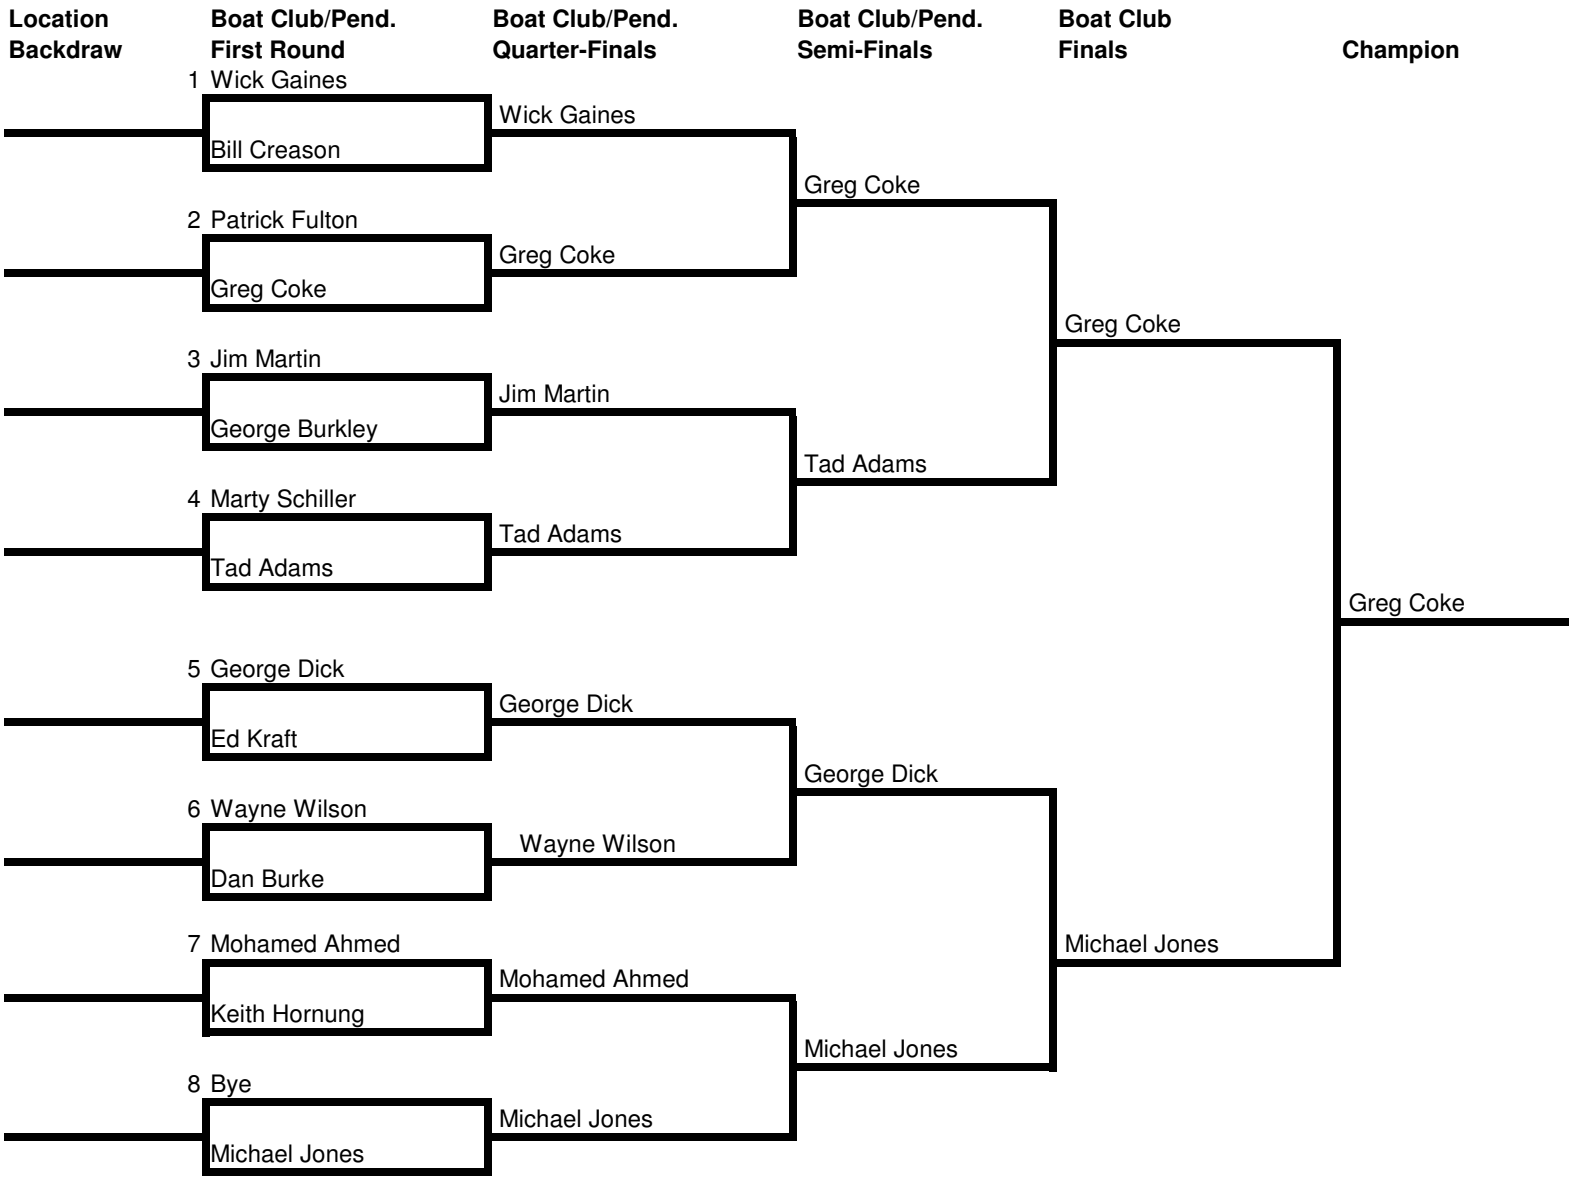 Location Boat Club/Pend. Boat Club/Pend. Boat Club/Pend. Boat Club
Backdraw First Round Quarter-Finals Semi-Finals Finals Champion
1 Wick Gaines
Wick Gaines
Bill Creason
Greg Coke
2 Patrick Fulton
Greg Coke
Greg Coke
Greg Coke
3 Jim Martin
Jim Martin
George Burkley
Tad Adams
4 Marty Schiller
Tad Adams
Tad Adams
Greg Coke
5 George Dick
George Dick
Ed Kraft
George Dick
6 Wayne Wilson
Wayne Wilson
Dan Burke
7 Mohamed Ahmed Michael Jones
Mohamed Ahmed
Keith Hornung
Michael Jones
8 Bye
Michael Jones
Michael Jones